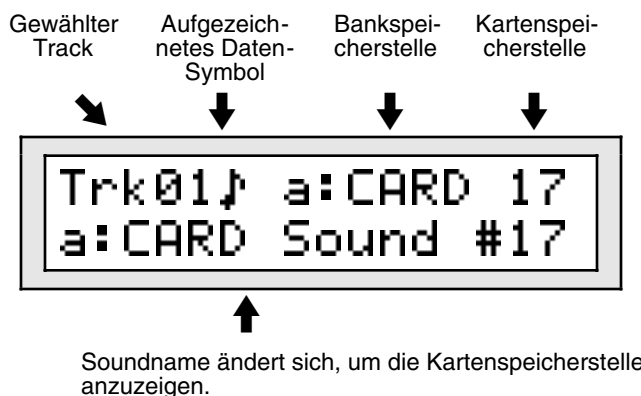 Gewählter Track
Aufgezeich-
netes Daten-
Symbol
Bankspei-
cherstelle
Kartenspei-
cherstelle
Trk01♪ a:CARD 17
a:CARD Sound #17
Soundname ändert sich, um die Kartenspeicherstelle
anzuzeigen.